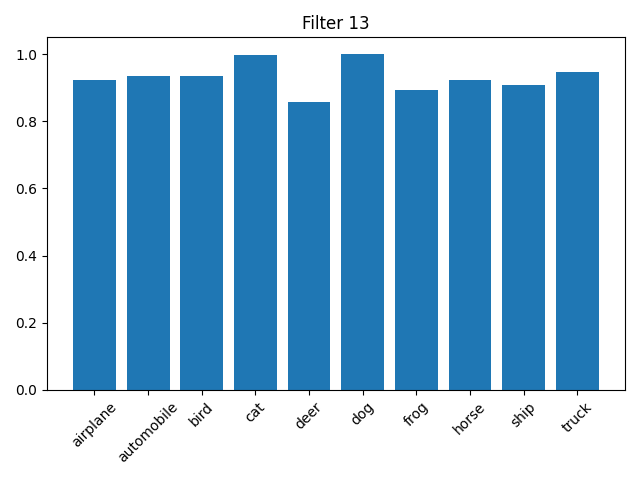 Filter 13
1.0
0.8
0.6
0.4
0.2
0.0
airplane
automobile
bird
cat
deer
dog
frog
horse
ship
truck